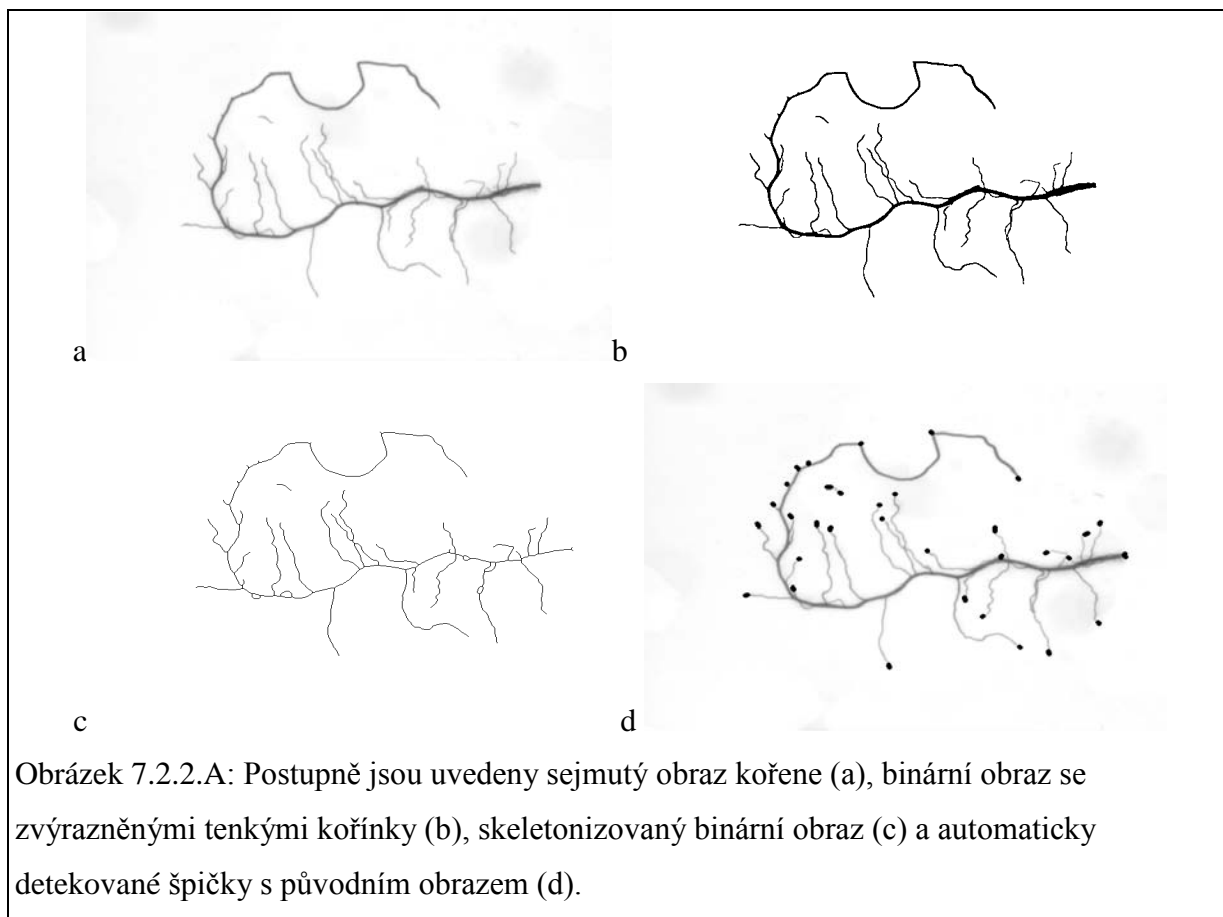 a
b
c
d
Obrázek 7.2.2.A: Postupně jsou uvedeny sejmutý obraz kořene (a), binární obraz se
zvýrazněnými tenkými kořínky (b), skeletonizovaný binární obraz (c) a automaticky
detekované špičky s původním obrazem (d).